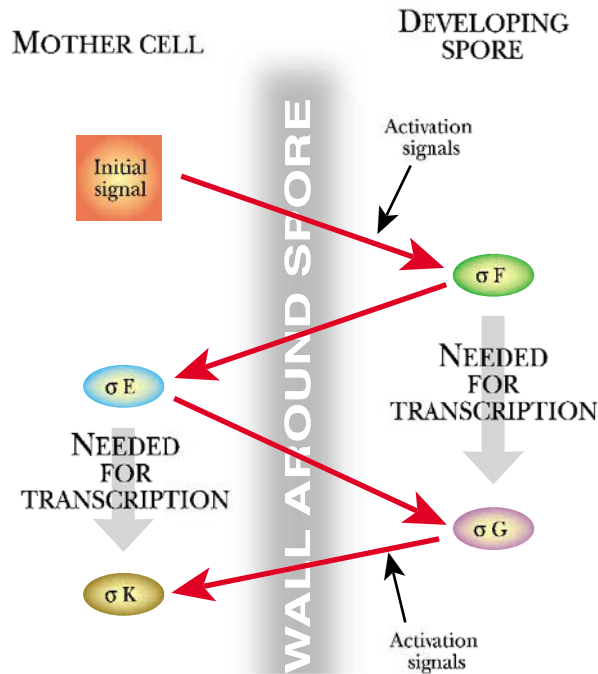 MOTHER CELL
DEVELOPING
SPORE
Activation
signals
Initial
signal
WALL AROUND SPORE
σ F
NEEDED
FOR
TRANSCRIPTION
σ E
NEEDED
FOR
TRANSCRIPTION
σ G
σ K
Activation
signals